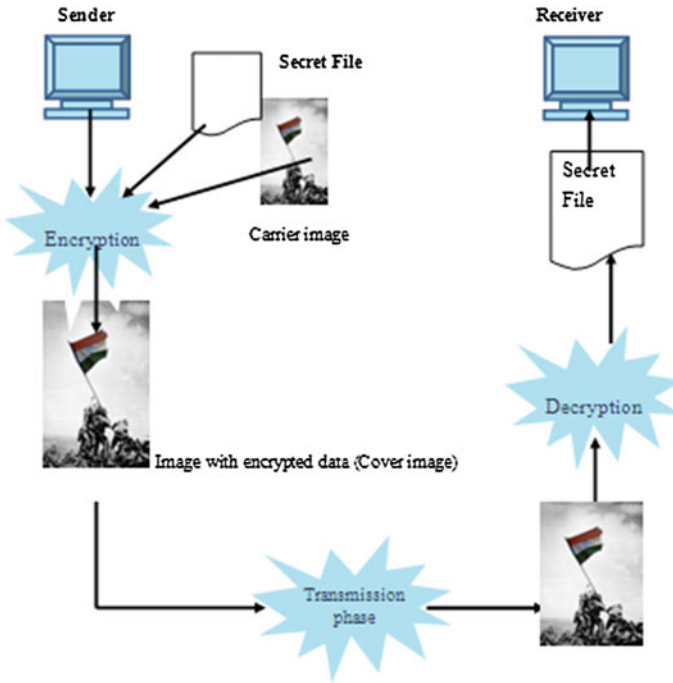 Sender
Receiver
Secret File
Secret
File
Carrier image
Encryption
Decryption
Image with encrypted data (Cover image)
Transmission
phase